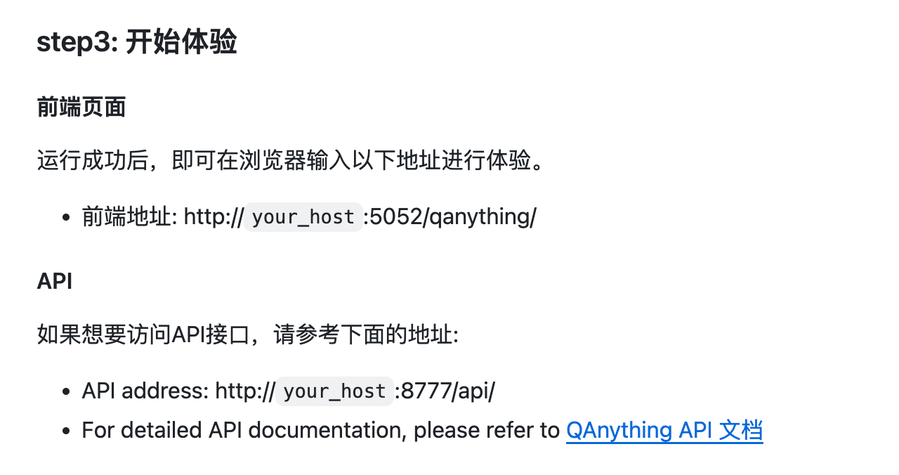 step3: 开始体验
前端页面
运行成功后，即可在浏览器输入以下地址进行体验。
• 前端地址: http://your_host:5052/qanything/
API
如果想要访问API接口，请参考下面的地址:
• API address: http://your_host:8777/api/
• For detailed API documentation, please refer to QAnything API 文档